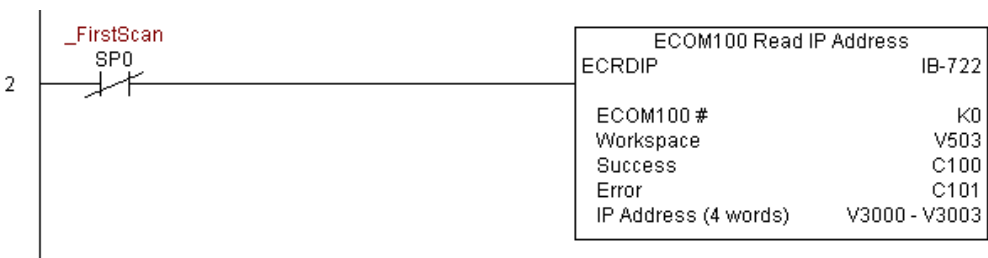 _FirstScan
SP0
2
ECOM100 Read IP Address
ECRDIP IB-722
ECOM100 # K0
Workspace V503
Success C100
Error C101
IP Address (4 words) V3000 - V3003